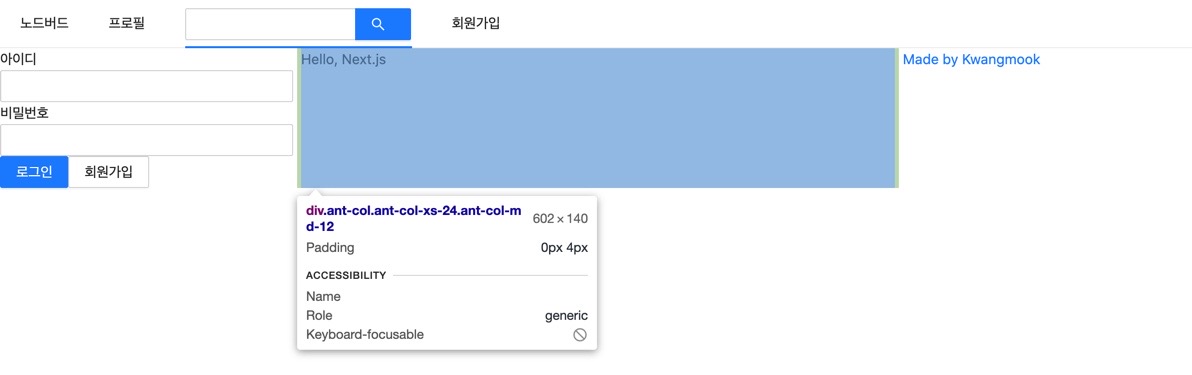 노드버드 프로필 회원가입
아이디
Hello, Next.js
Made by Kwangmook
비밀번호
로그인 회원가입
div.ant-col.ant-col-xs-24.ant-col-m
d-12
602 × 140
Padding 0px 4px
ACCESSIBILITY
Name
Role generic
Keyboard-focusable